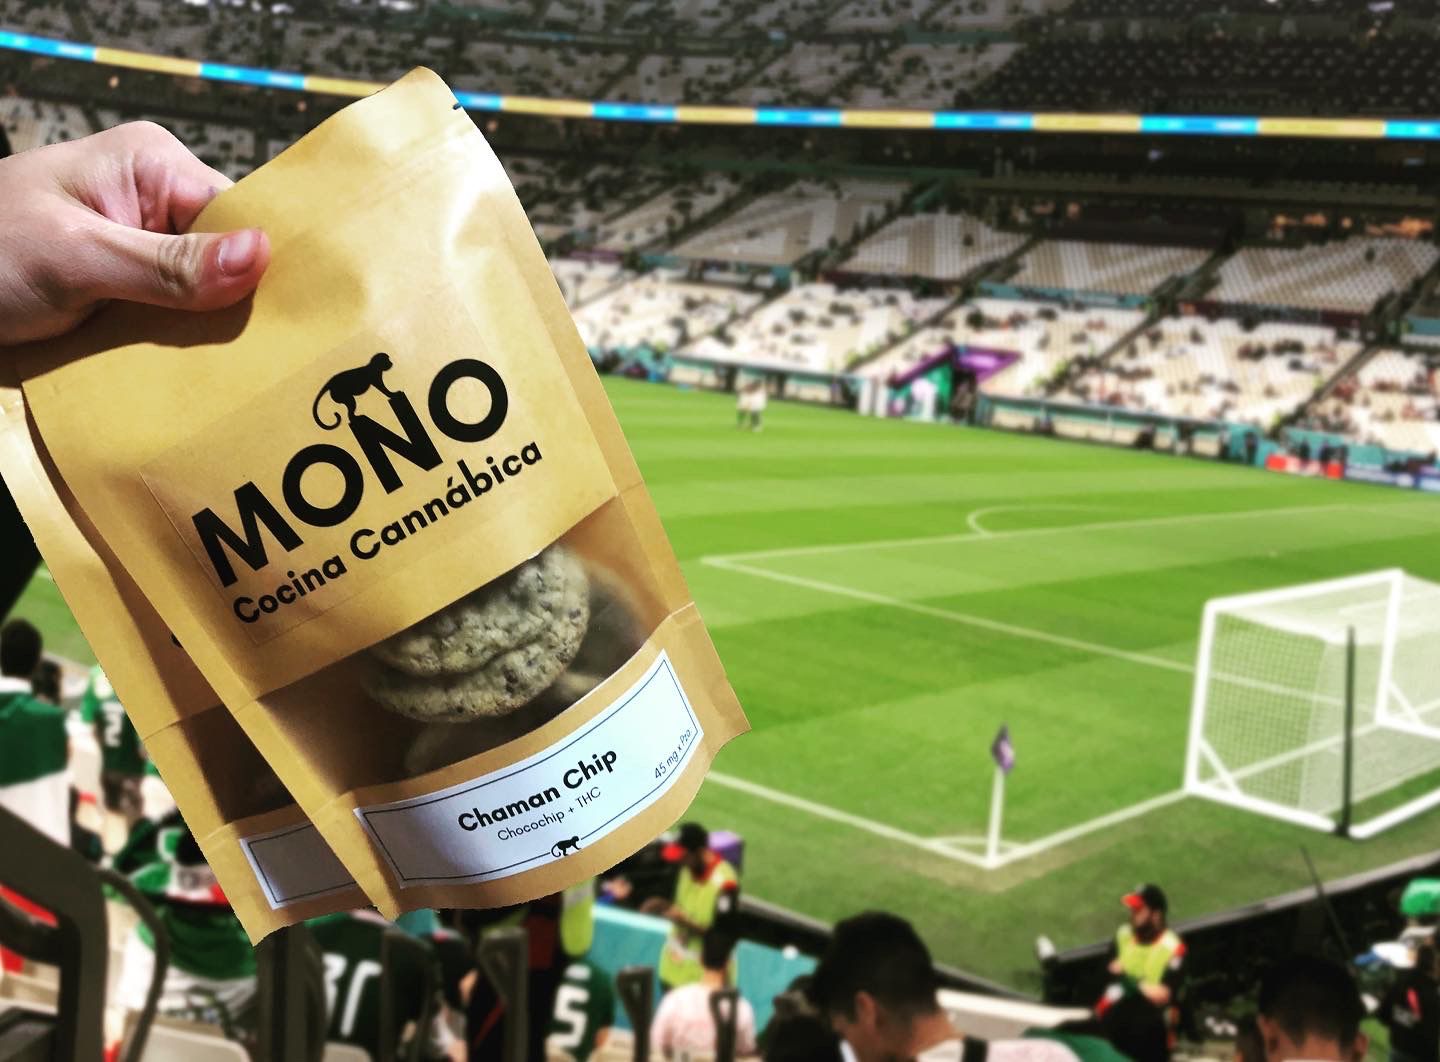 MONO
Cocina Cannábica
Chaman Chip
Chocochip + THC
45 mg x Pza.